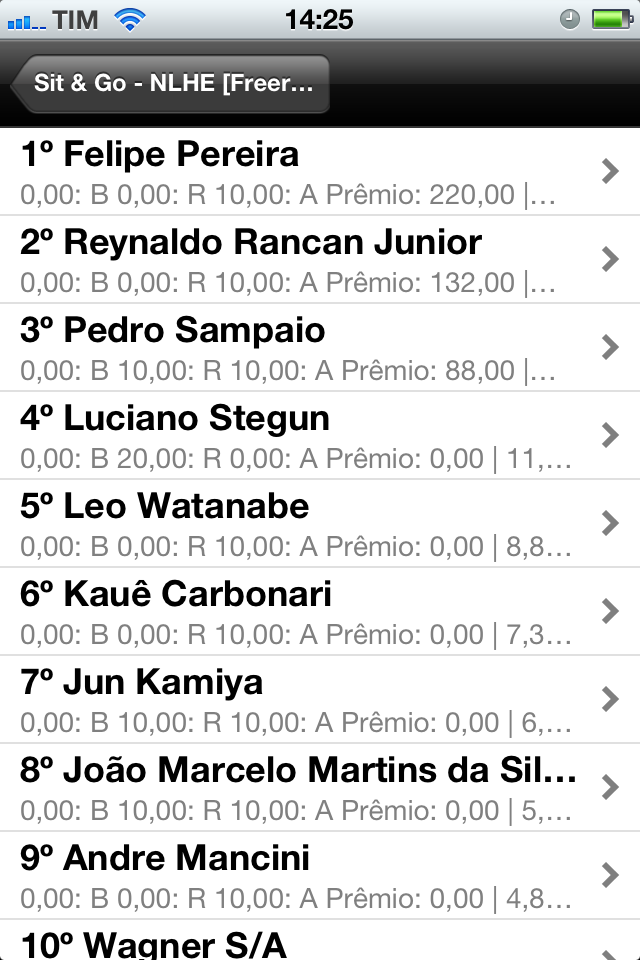 TIM 14:25
Sit & Go - NLHE [Freer...
1º Felipe Pereira
0,00: B 0,00: R 10,00: A Prêmio: 220,00 |...
2º Reynaldo Rancan Junior
0,00: B 0,00: R 10,00: A Prêmio: 132,00 |...
3º Pedro Sampaio
0,00: B 10,00: R 10,00: A Prêmio: 88,00 |...
4º Luciano Stegun
0,00: B 20,00: R 0,00: A Prêmio: 0,00 | 11,...
5º Leo Watanabe
0,00: B 0,00: R 10,00: A Prêmio: 0,00 | 8,8...
6º Kauê Carbonari
0,00: B 0,00: R 10,00: A Prêmio: 0,00 | 7,3...
7º Jun Kamiya
0,00: B 10,00: R 10,00: A Prêmio: 0,00 | 6,...
8º João Marcelo Martins da Sil...
0,00: B 10,00: R 10,00: A Prêmio: 0,00 | 5,...
9º Andre Mancini
0,00: B 0,00: R 10,00: A Prêmio: 0,00 | 4,8...
10º Wagner S/A